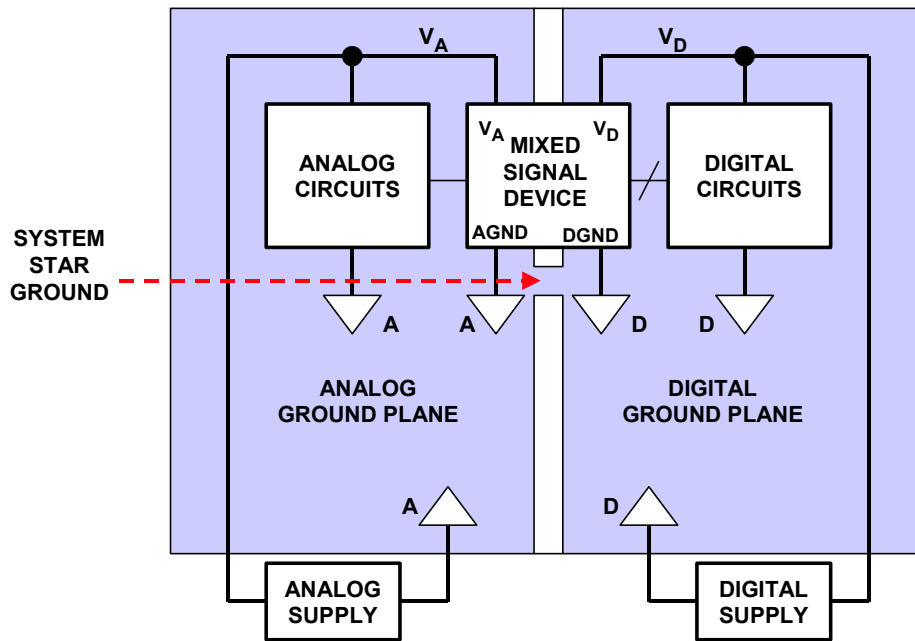 V_A
V_D
ANALOG
CIRCUITS
V_A
V_D
MIXED
SIGNAL
DEVICE
AGND
DGND
DIGITAL
CIRCUITS
SYSTEM
STAR
GROUND
A
A
D
D
ANALOG
GROUND PLANE
DIGITAL
GROUND PLANE
A
D
ANALOG
SUPPLY
DIGITAL
SUPPLY